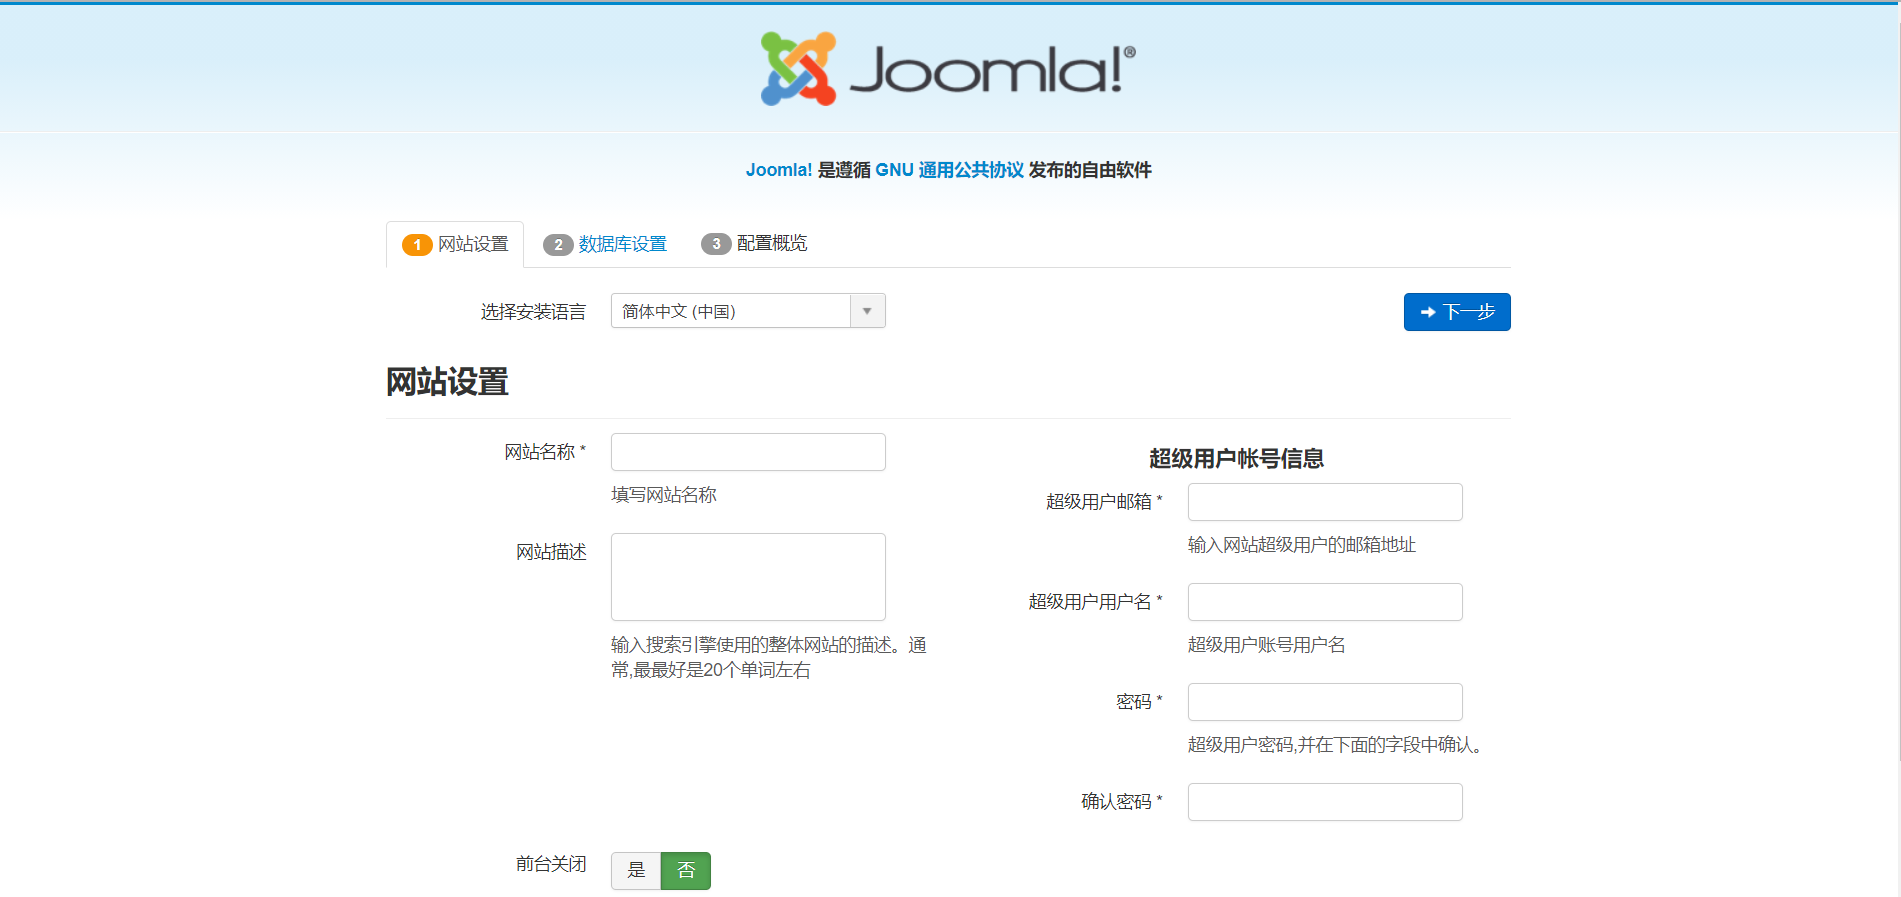 Joomla!®
Joomla! 是遵循 GNU 通用公共协议 发布的自由软件
1 网站设置 2 数据库设置 3 配置概览
选择安装语言 简体中文 (中国) 下一步
网站设置
网站名称 *
填写网站名称
网站描述
输入搜索引擎使用的整体网站的描述。通
常,最最好是20个单词左右
超级用户帐号信息
超级用户邮箱 *
输入网站超级用户的邮箱地址
超级用户用户名 *
超级用户账号用户名
密码 *
超级用户密码,并在下面的字段中确认。
确认密码 *
前台关闭 是 否